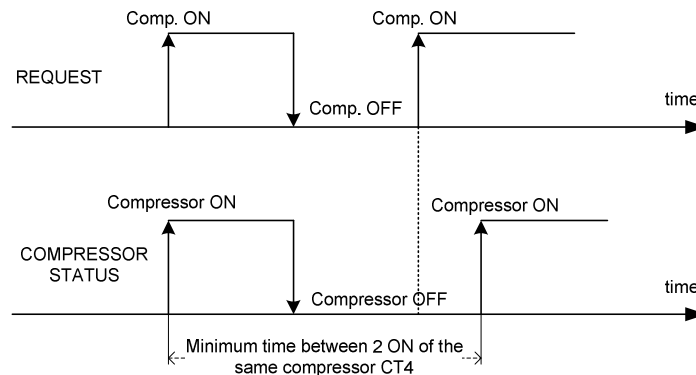 Comp. ON
Comp. ON
REQUEST
Comp. OFF
time
Compressor ON
Compressor ON
COMPRESSOR
STATUS
Compressor OFF
time
Minimum time between 2 ON of the
same compressor CT4